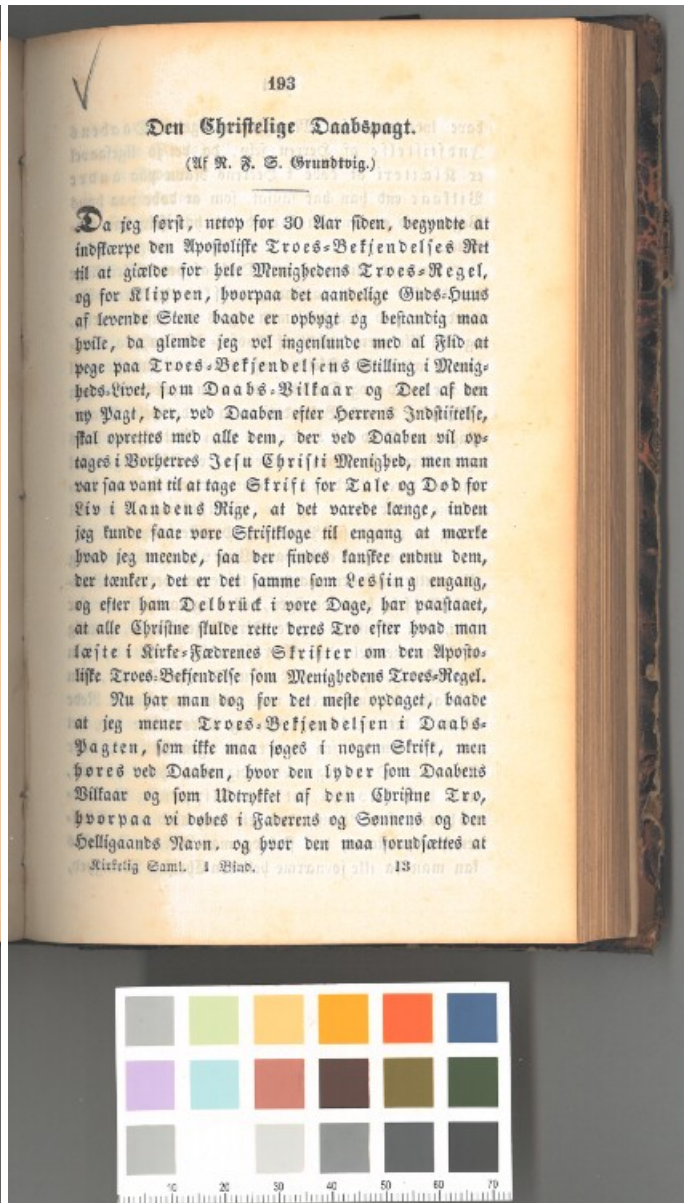 193
Den Christelige Daabspagt.
(Af N. F. S. Grundtvig.)
Da jeg først, netop for 30 Aar siden, begyndte at
indskærpe den Apostoliske Troes-Bekjendelses Ret
til at gjælde for hele Menighedens Troes-Regel,
og for Klippen, hvorpaa det aandelige Guds-Huus
af levende Stene baade er opbygt og bestandig maa
hvile, da glemde jeg vel ingenlunde med al Flid at
pege paa Troes-Bekjendelsens Stilling i Menig-
heds-Livet, som Daabs-Vilkaar og Deel af den
ny Pagt, der, ved Daaben efter Herrens Indstiftelse,
skal oprettes med alle dem, der ved Daaben vil op-
tages i Vorherres Jesu Christi Menighed, men man
var saa vant til at tage Skrift for Tale og Død for
Liv i Aandens Rige, at det varede længe, inden
jeg kunde faae vore Skriftkloge til engang at mærke
hvad jeg meende, saa der findes kanskee endnu dem,
der tænker, det er det samme som Lessing engang,
og efter ham Delbrück i vore Dage, har paastaaet,
at alle Christne skulde rette deres Tro efter hvad man
læste i Kirke-Fædrenes Skrifter om den Aposto-
liske Troes-Bekjendelse som Menighedens Troes-Regel.
Nu har man dog for det meste opdaget, baade
at jeg mener Troes-Bekjendelsen i Daabs-
Pagten, som ikke maa søges i nogen Skrift, men
høres ved Daaben, hvor den lyder som Daabens
Vilkaar og som Udtrykket af den Christne Tro,
hvorpaa vi døbes i Faderens og Sønnens og den
Helligaands Navn, og hvor den maa forudsættes at
Kirkelig Saml. 1 Bind. 13
10 20 30 40 50 60 70